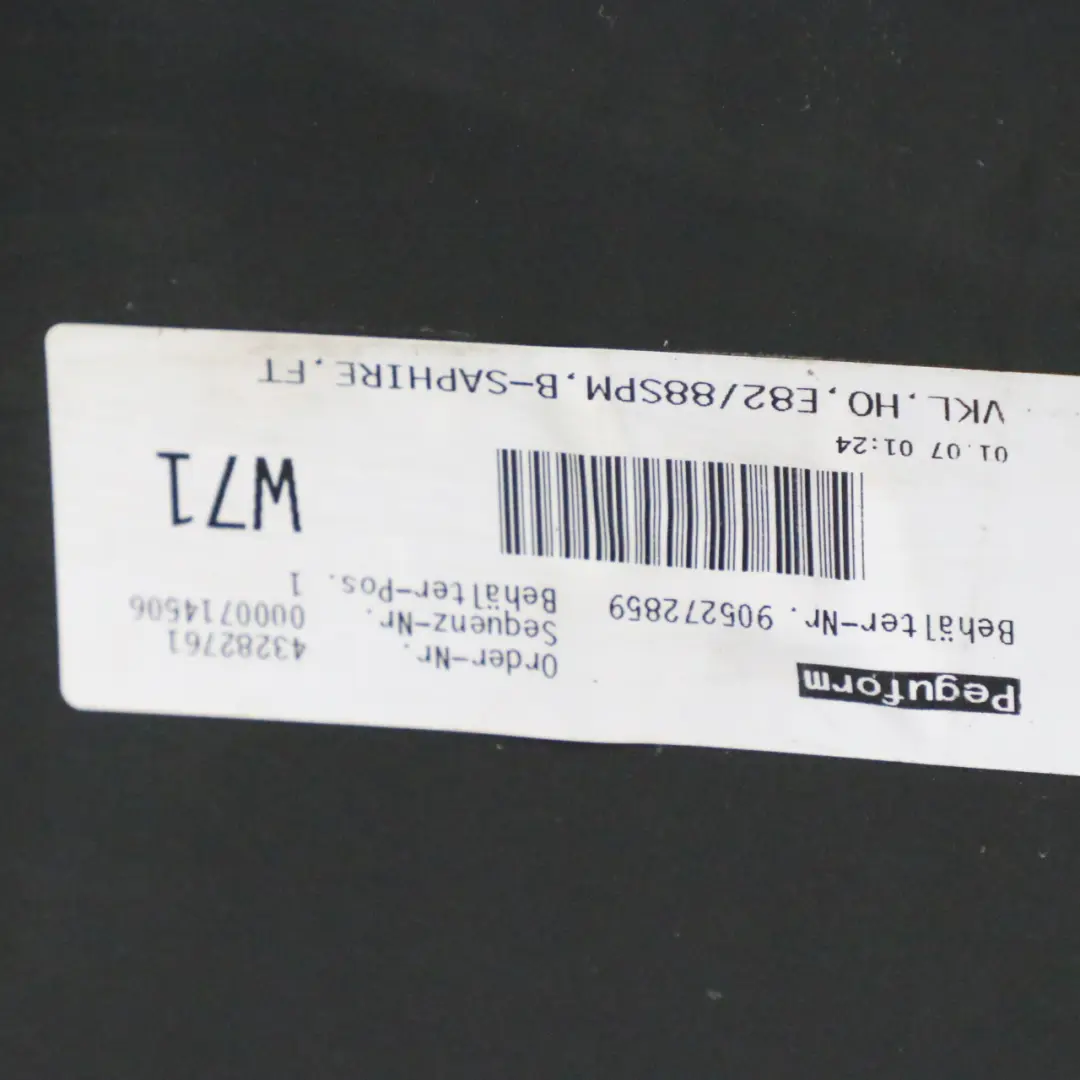 Peguform
Order-Nr. 43282761
Sequenz-Nr. 0000714506
Behälter-Nr. 905272859 Behälter-Pos. 1
W71
01.07 01:24
VKL.HO.E82/88SPM.B-SAPHIRE.FT